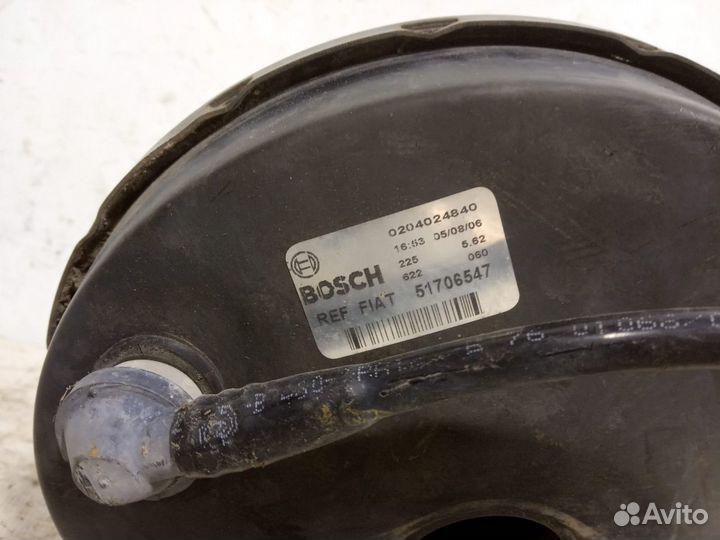 0204024840
16:53 05/08/06
225 5.62
622 060
BOSCH
REF FIAT 51706547
Avito